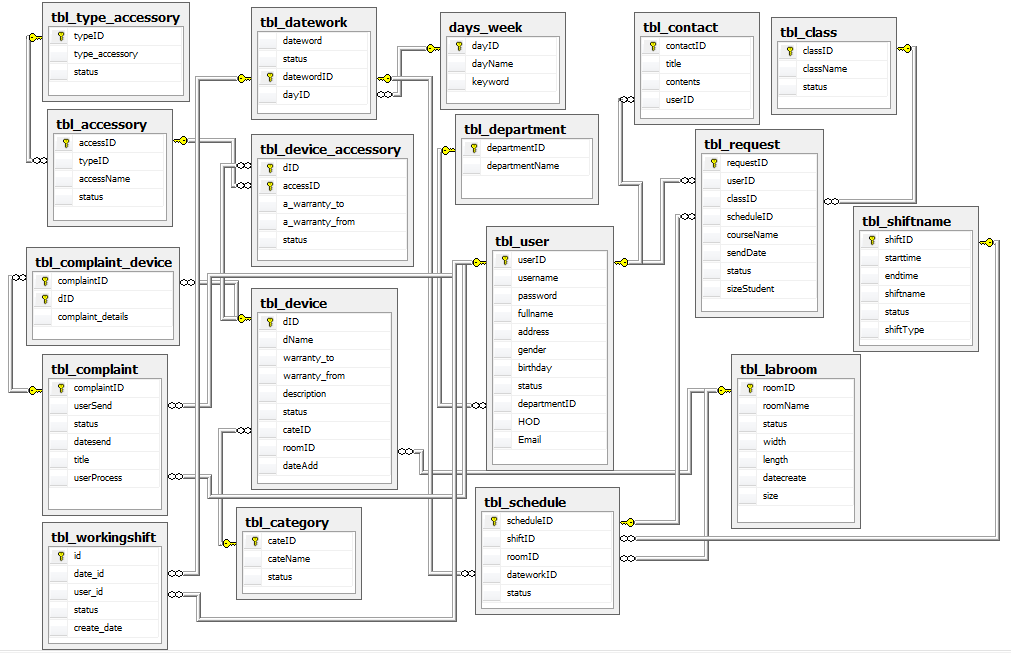 tbl_type_accessory
typeID
type_accessory
status
tbl_datework
dateword
status
datewordID
dayID
days_week
dayID
dayName
keyword
tbl_contact
contactID
title
contents
userID
tbl_class
classID
className
status
tbl_accessory
accessID
typeID
accessName
status
tbl_device_accessory
dID
accessID
a_warranty_to
a_warranty_from
status
tbl_department
departmentID
departmentName
tbl_request
requestID
userID
classID
scheduleID
courseName
sendDate
status
sizeStudent
tbl_shiftname
shiftID
starttime
endtime
shiftname
status
shiftType
tbl_complaint_device
complaintID
dID
complaint_details
tbl_device
dID
dName
warranty_to
warranty_from
description
status
cateID
roomID
dateAdd
tbl_user
userID
username
password
fullname
address
gender
birthday
status
departmentID
HOD
Email
tbl_complaint
complaintID
userSend
status
datesend
title
userProcess
tbl_labroom
roomID
roomName
status
width
length
datecreate
size
tbl_workingshift
id
date_id
user_id
status
create_date
tbl_category
cateID
cateName
status
tbl_schedule
scheduleID
shiftID
roomID
dateworkID
status